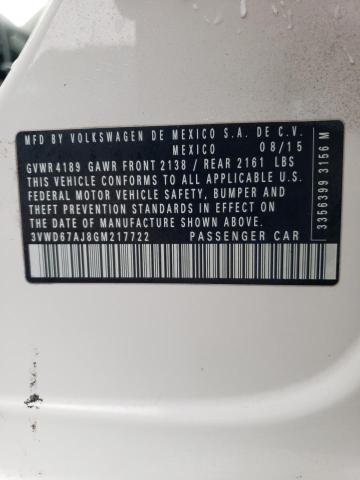 MFD BY VOLKSWAGEN DE MEXICO S.A. DE C.V.
MEXICO 08/15
GVWR 4189 GAWR FRONT 2138 / REAR 2161 LBS
THIS VEHICLE CONFORMS TO ALL APPLICABLE U.S.
FEDERAL MOTOR VEHICLE SAFETY, BUMPER AND
THEFT PREVENTION STANDARDS IN EFFECT ON THE
DATE OF MANUFACTURE SHOWN ABOVE.
3VWD67AJ8GM217722 PASSENGER CAR
3356399 3156 M